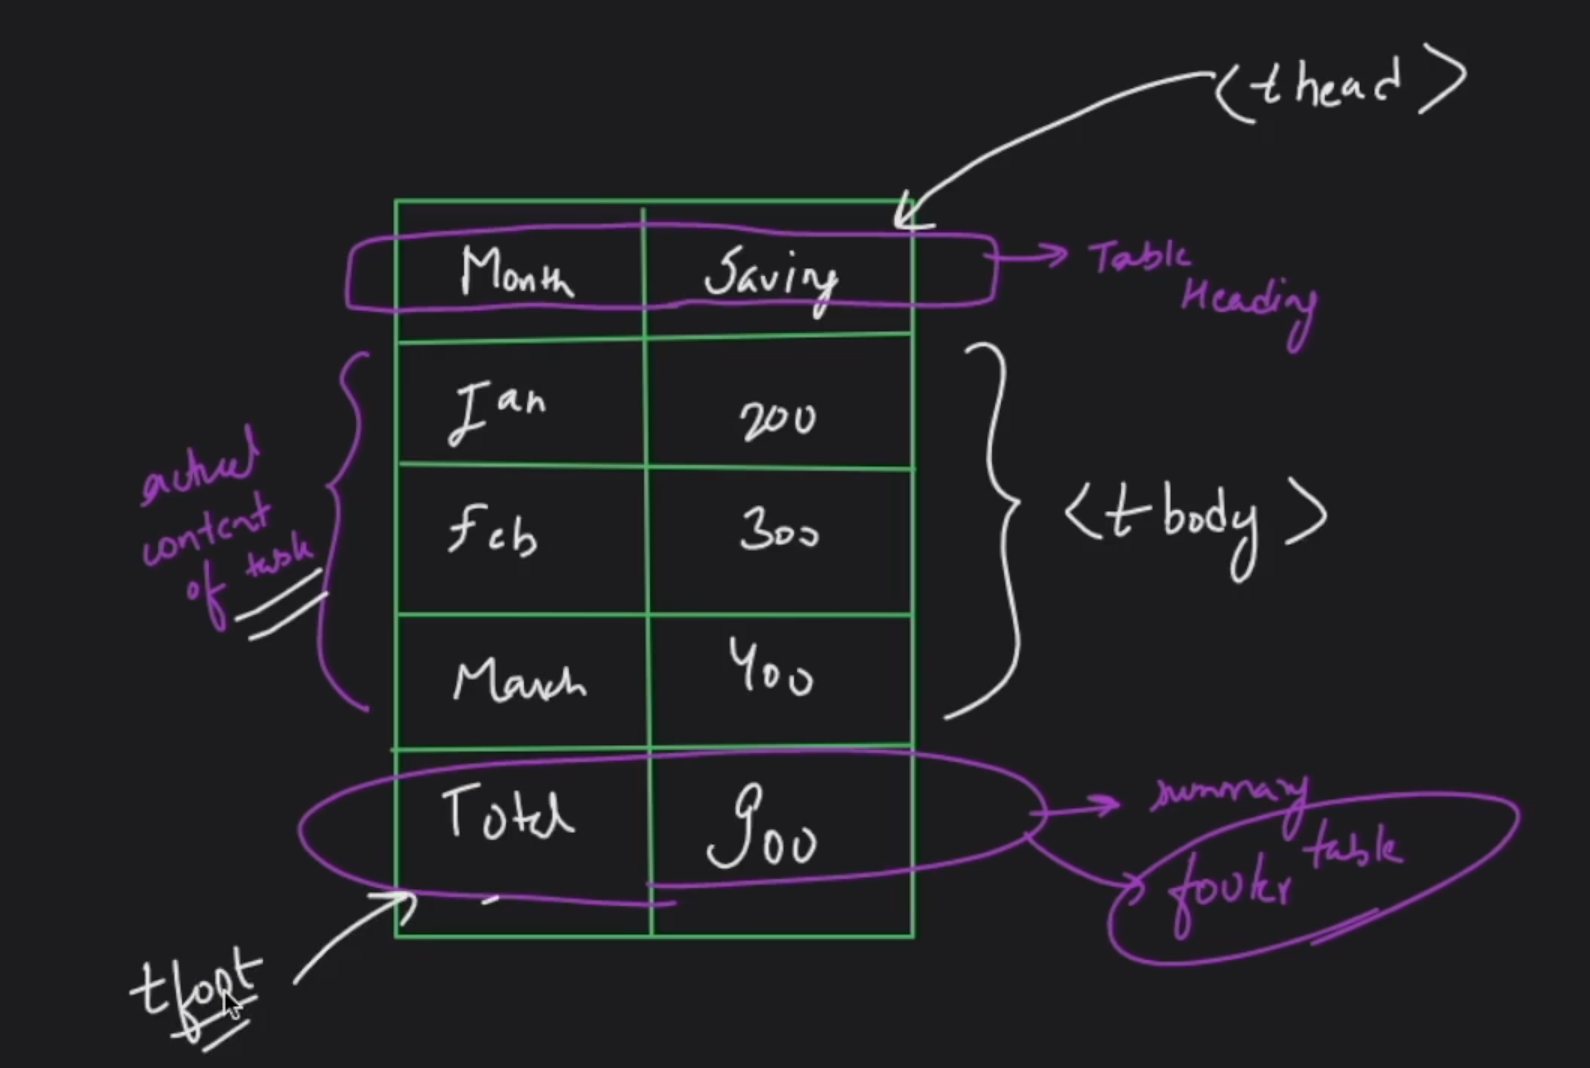 <thead>
Month Saving
Table
Heading
Jan 200
actual
content
of table
Feb 300
<tbody>
March 400
Total 900
summary
table
footer
tfoot